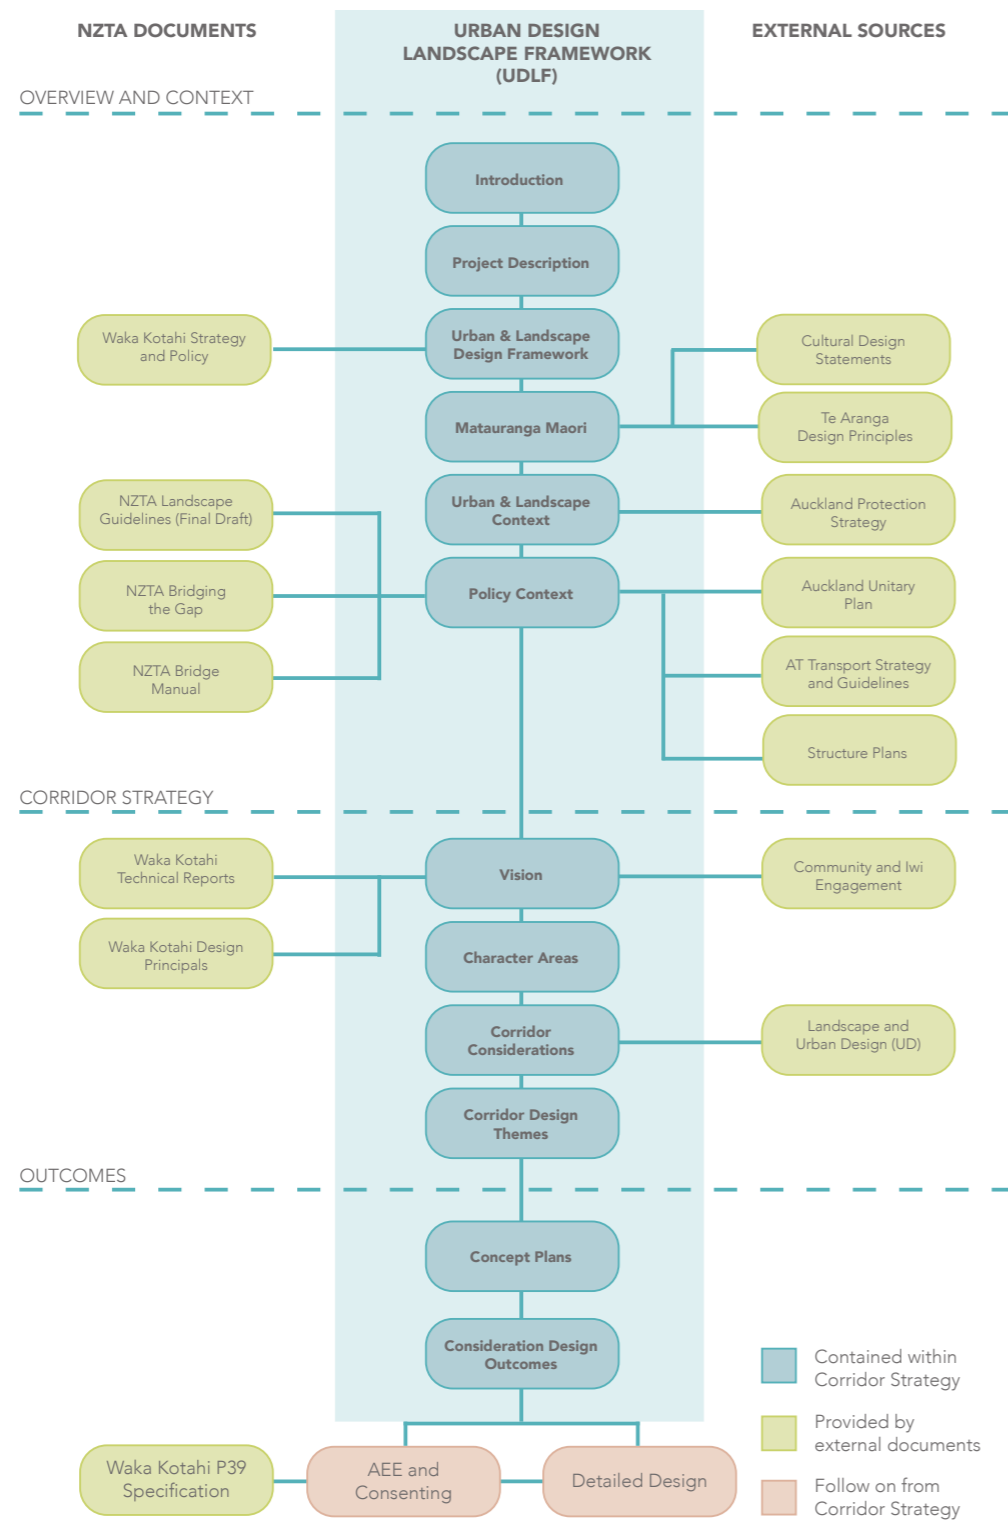 NZTA DOCUMENTS
URBAN DESIGN
LANDSCAPE FRAMEWORK
(UDLF)
EXTERNAL SOURCES
OVERVIEW AND CONTEXT
Introduction
Project Description
Waka Kotahi Strategy
and Policy
Urban & Landscape
Design Framework
Cultural Design
Statements
Matauranga Maori
Te Aranga
Design Principles
NZTA Landscape
Guidelines (Final Draft)
Urban & Landscape
Context
Auckland Protection
Strategy
NZTA Bridging
the Gap
Policy Context
Auckland Unitary
Plan
NZTA Bridge
Manual
AT Transport Strategy
and Guidelines
Structure Plans
CORRIDOR STRATEGY
Waka Kotahi
Technical Reports
Vision
Community and Iwi
Engagement
Waka Kotahi Design
Principals
Character Areas
Corridor
Considerations
Landscape and
Urban Design (UD)
Corridor Design
Themes
OUTCOMES
Concept Plans
Consideration Design
Outcomes
Contained within
Corridor Strategy
Provided by
external documents
Follow on from
Corridor Strategy
Waka Kotahi P39
Specification
AEE and
Consenting
Detailed Design